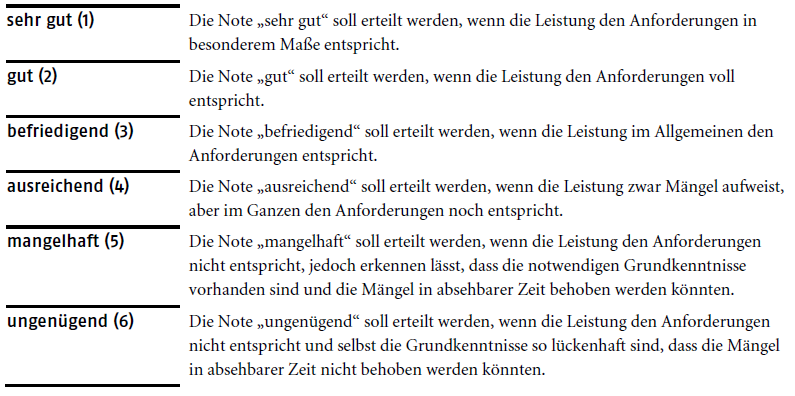 sehr gut (1) Die Note „sehr gut“ soll erteilt werden, wenn die Leistung den Anforderungen in
besonderem Maße entspricht.
gut (2) Die Note „gut“ soll erteilt werden, wenn die Leistung den Anforderungen voll
entspricht.
befriedigend (3) Die Note „befriedigend“ soll erteilt werden, wenn die Leistung im Allgemeinen den
Anforderungen entspricht.
ausreichend (4) Die Note „ausreichend“ soll erteilt werden, wenn die Leistung zwar Mängel aufweist,
aber im Ganzen den Anforderungen noch entspricht.
mangelhaft (5) Die Note „mangelhaft“ soll erteilt werden, wenn die Leistung den Anforderungen
nicht entspricht, jedoch erkennen lässt, dass die notwendigen Grundkenntnisse
vorhanden sind und die Mängel in absehbarer Zeit behoben werden könnten.
ungenügend (6) Die Note „ungenügend“ soll erteilt werden, wenn die Leistung den Anforderungen
nicht entspricht und selbst die Grundkenntnisse so lückenhaft sind, dass die Mängel
in absehbarer Zeit nicht behoben werden könnten.